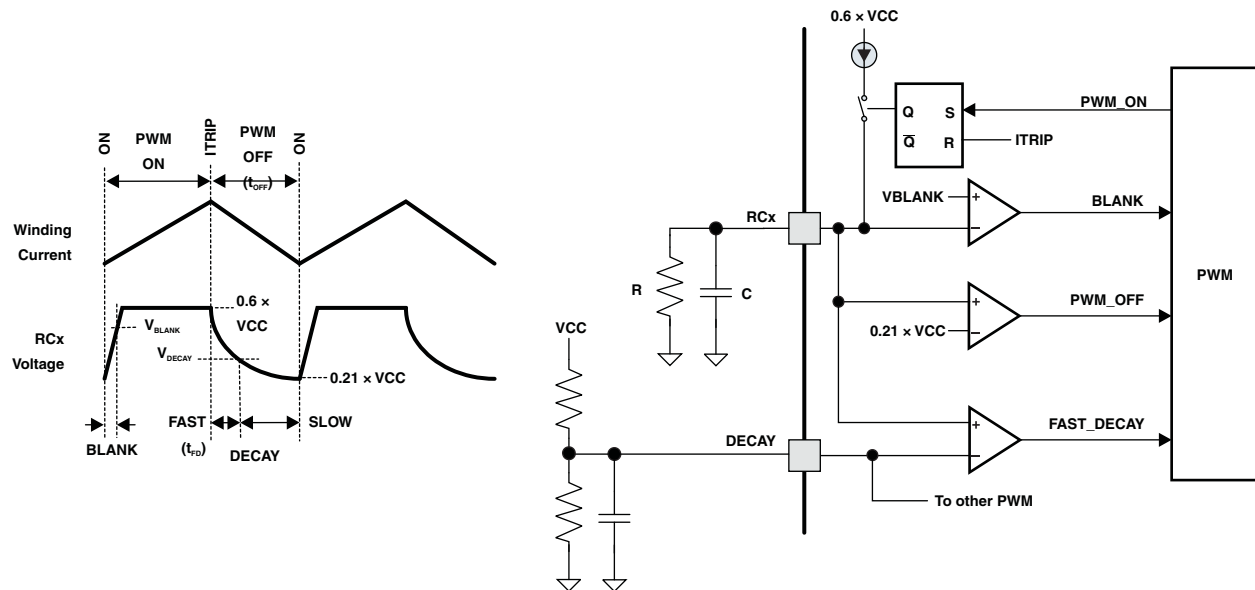 ON
PWM
ON
ITRIP
PWM
OFF
(tOFF)
ON
Winding
Current
RCx
Voltage
0.6 ×
VCC
VBLANK
VDECAY
0.21 × VCC
BLANK
FAST
(tFD)
DECAY
SLOW
0.6 × VCC
Q
S
Q
R
PWM_ON
ITRIP
VBLANK
+
–
BLANK
RCx
R
C
+
–
0.21 × VCC
PWM_OFF
PWM
VCC
DECAY
+
–
FAST_DECAY
To other PWM